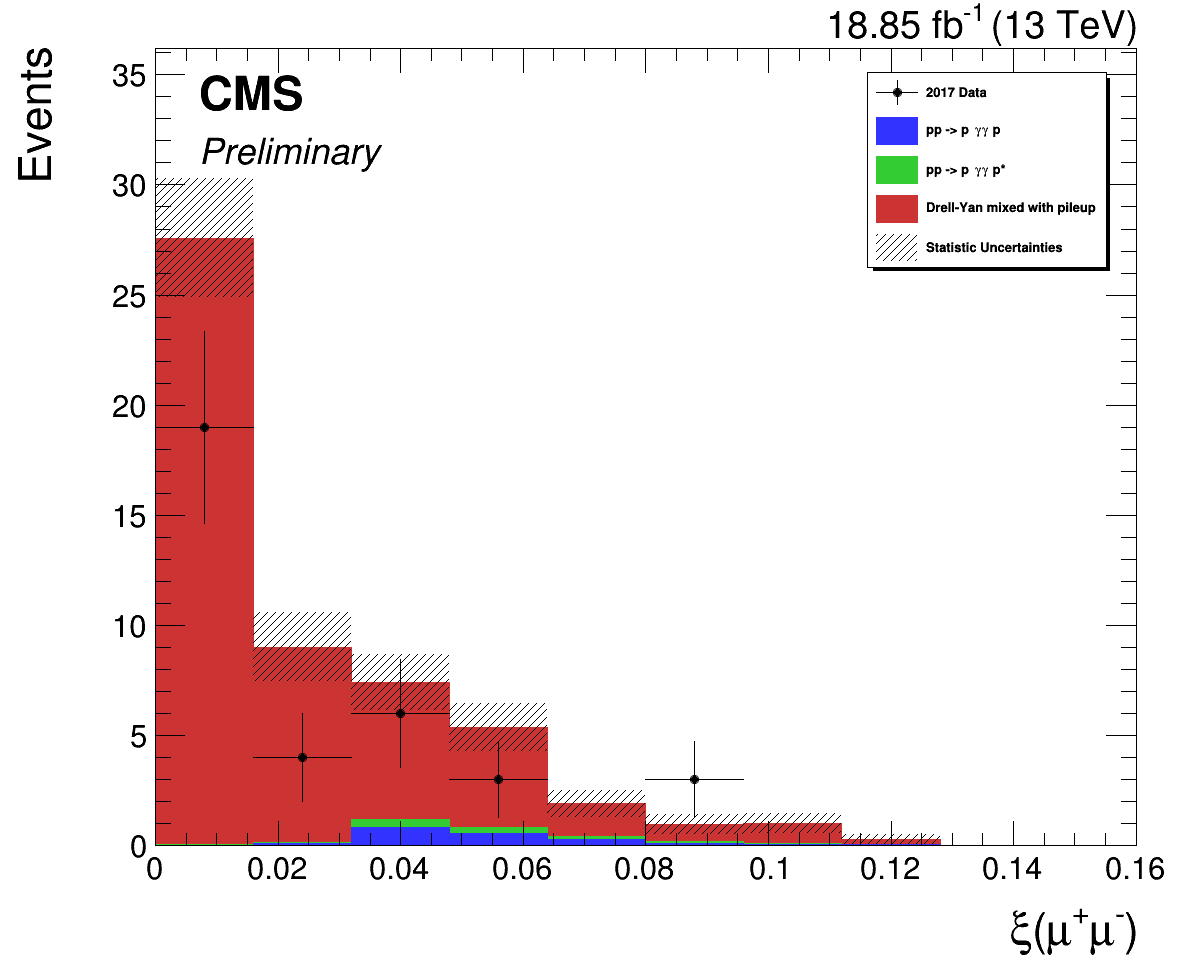 18.85 fb⁻¹ (13 TeV)
Events
CMS
Preliminary
2017 Data
pp -> p γγ p
pp -> p γγ p*
Drell-Yan mixed with pileup
Statistic Uncertainties
35
30
25
20
15
10
5
0
0 0.02 0.04 0.06 0.08 0.1 0.12 0.14 0.16
ξ(μ⁺μ⁻)